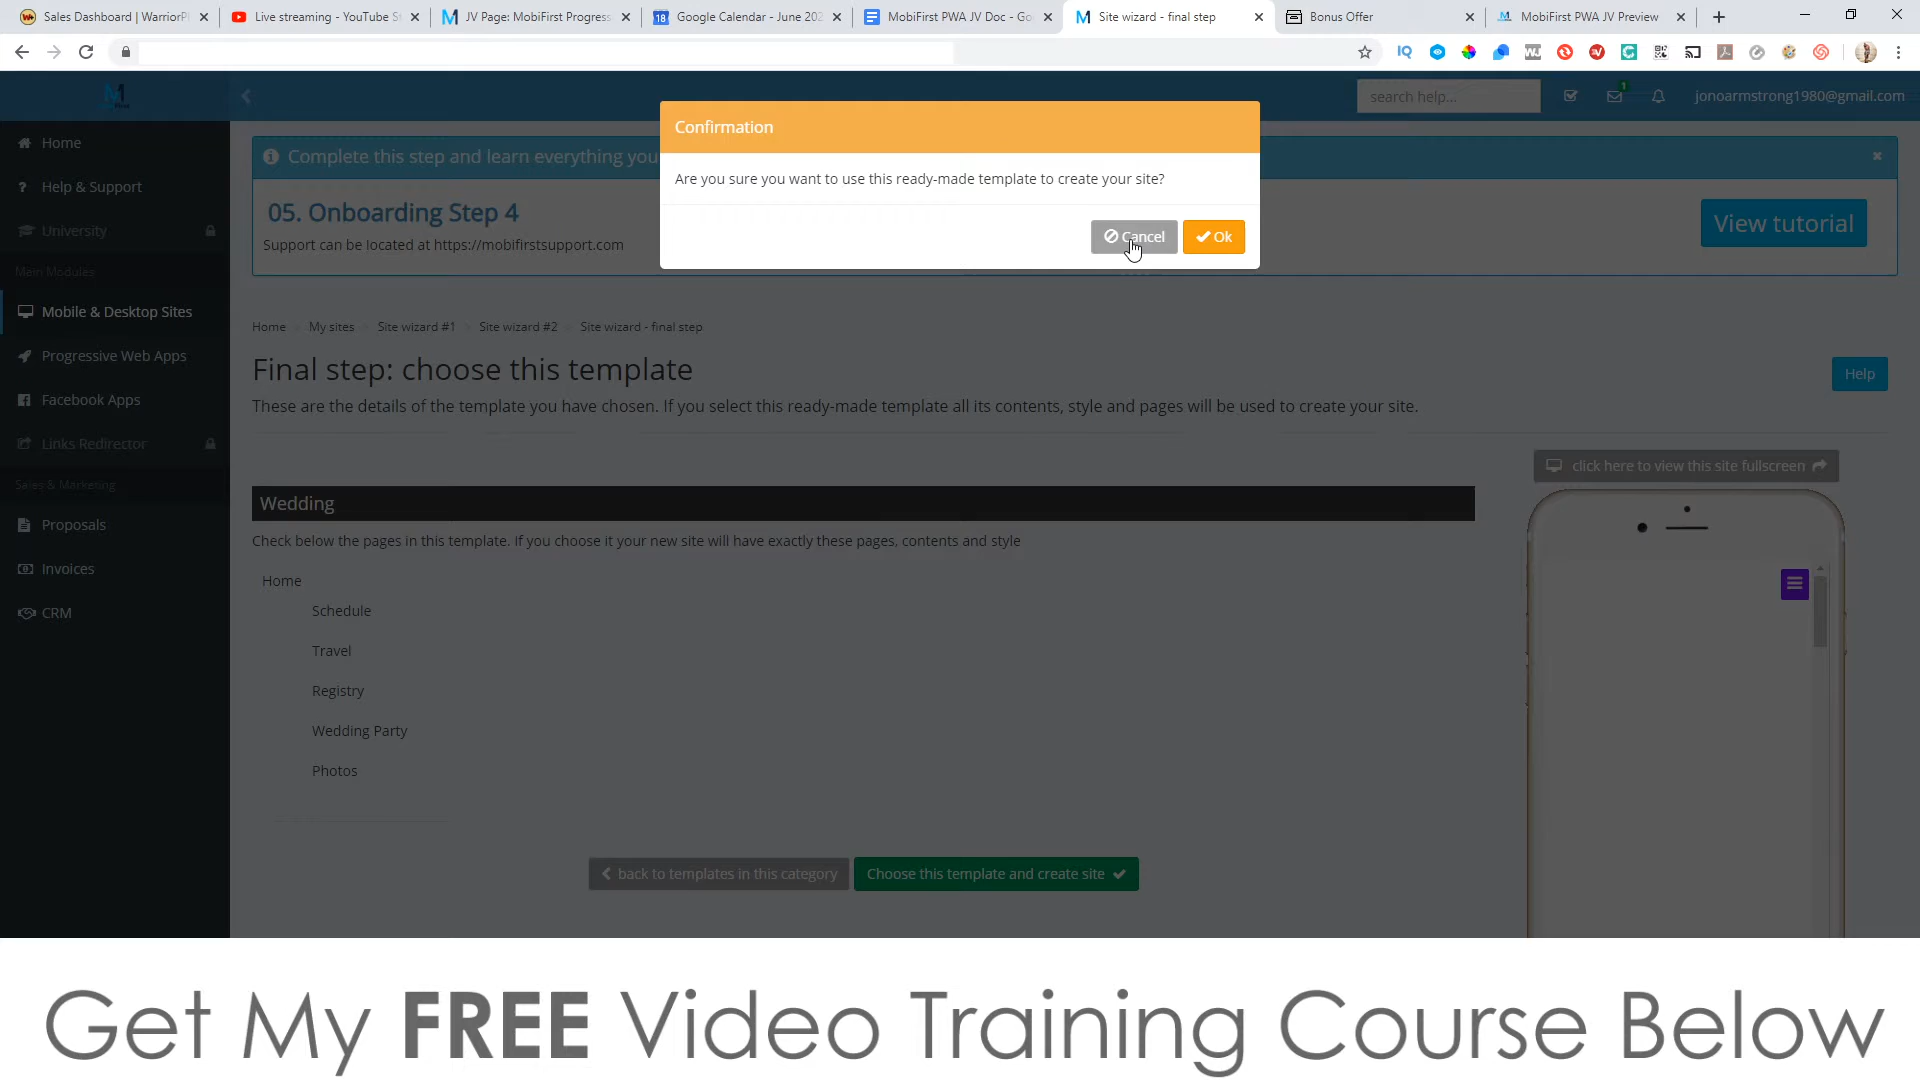 Sales Dashboard | WarriorP
Live streaming - YouTube S
JV Page: MobiFirst Progress
Google Calendar - June 202
MobiFirst PWA JV Doc - Go
Site wizard - final step
Bonus Offer
MobiFirst PWA JV Preview
search help...
1
jonoarmstrong1980@gmail.com
Home
Help & Support
University
Main Modules
Mobile & Desktop Sites
Progressive Web Apps
Facebook Apps
Links Redirector
Sales & Marketing
Proposals
Invoices
CRM
Complete this step and learn everything you
05. Onboarding Step 4
Support can be located at https://mobifirstsupport.com
View tutorial
Confirmation
Are you sure you want to use this ready-made template to create your site?
Cancel
Ok
Home My sites Site wizard #1 Site wizard #2 Site wizard - final step
Final step: choose this template
Help
These are the details of the template you have chosen. If you select this ready-made template all its contents, style and pages will be used to create your site.
click here to view this site fullscreen
Wedding
Check below the pages in this template. if you choose it your new site will have exactly these pages, contents and style
Home
Schedule
Travel
Registry
Wedding Party
Photos
back to templates in this category
Choose this template and create site
Get My FREE Video Training Course Below